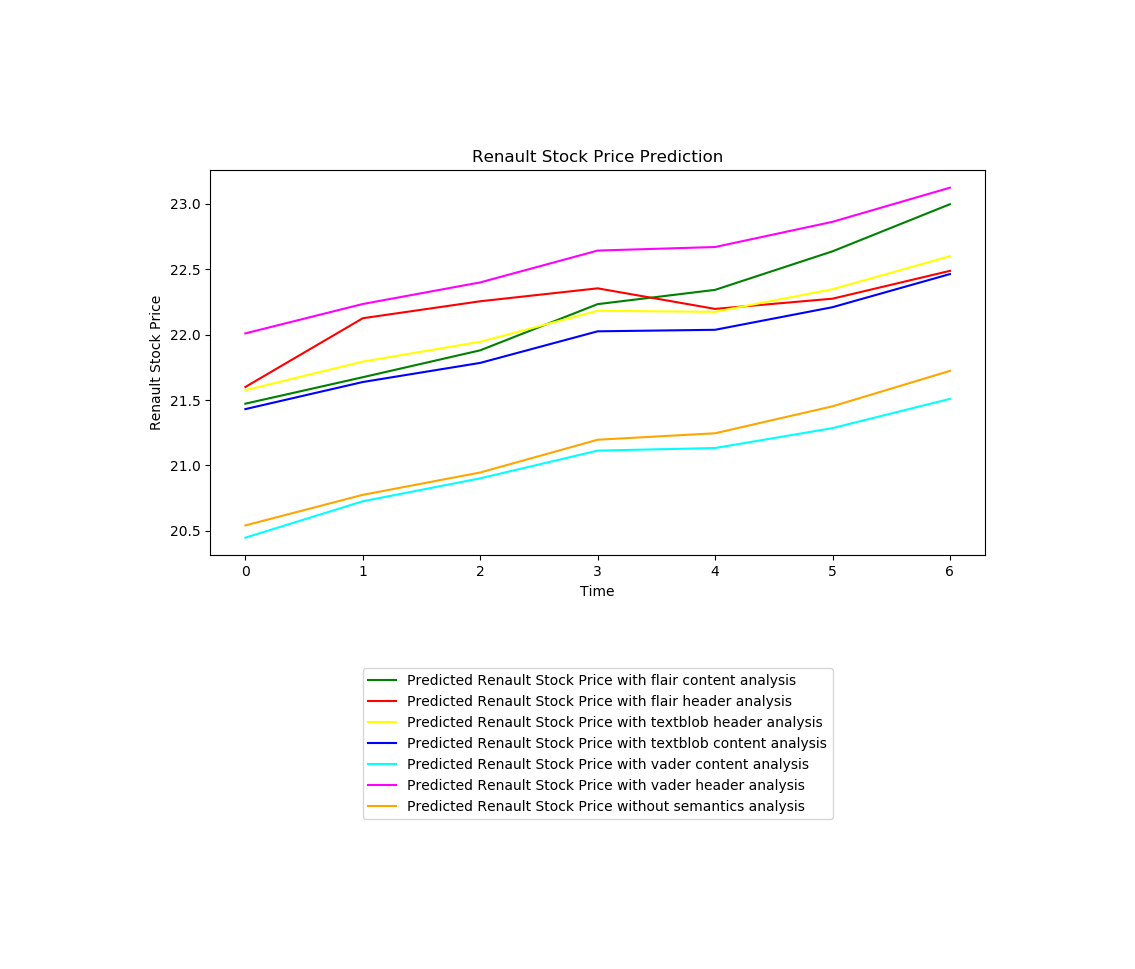 Renault Stock Price Prediction
Renault Stock Price
23.0
22.5
22.0
21.5
21.0
20.5
0 1 2 3 4 5 6
Time
Predicted Renault Stock Price with flair content analysis
Predicted Renault Stock Price with flair header analysis
Predicted Renault Stock Price with textblob header analysis
Predicted Renault Stock Price with textblob content analysis
Predicted Renault Stock Price with vader content analysis
Predicted Renault Stock Price with vader header analysis
Predicted Renault Stock Price without semantics analysis